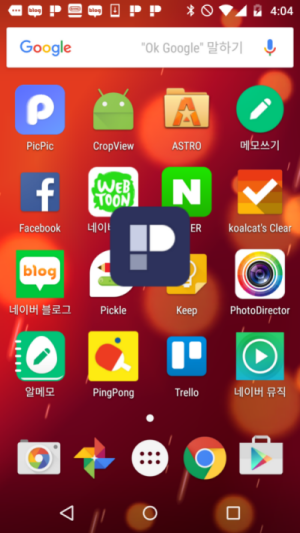 blog
blog
4:04
Google
"Ok Google" 말하기
PicPic
CropView
ASTRO
메모쓰기
WEB
TOON
N
Facebook
네이버
ER
koalcat's Clear
P
blog
네이버 블로그
Pickle
Keep
PhotoDirector
알메모
PingPong
Trello
네이버 뮤직